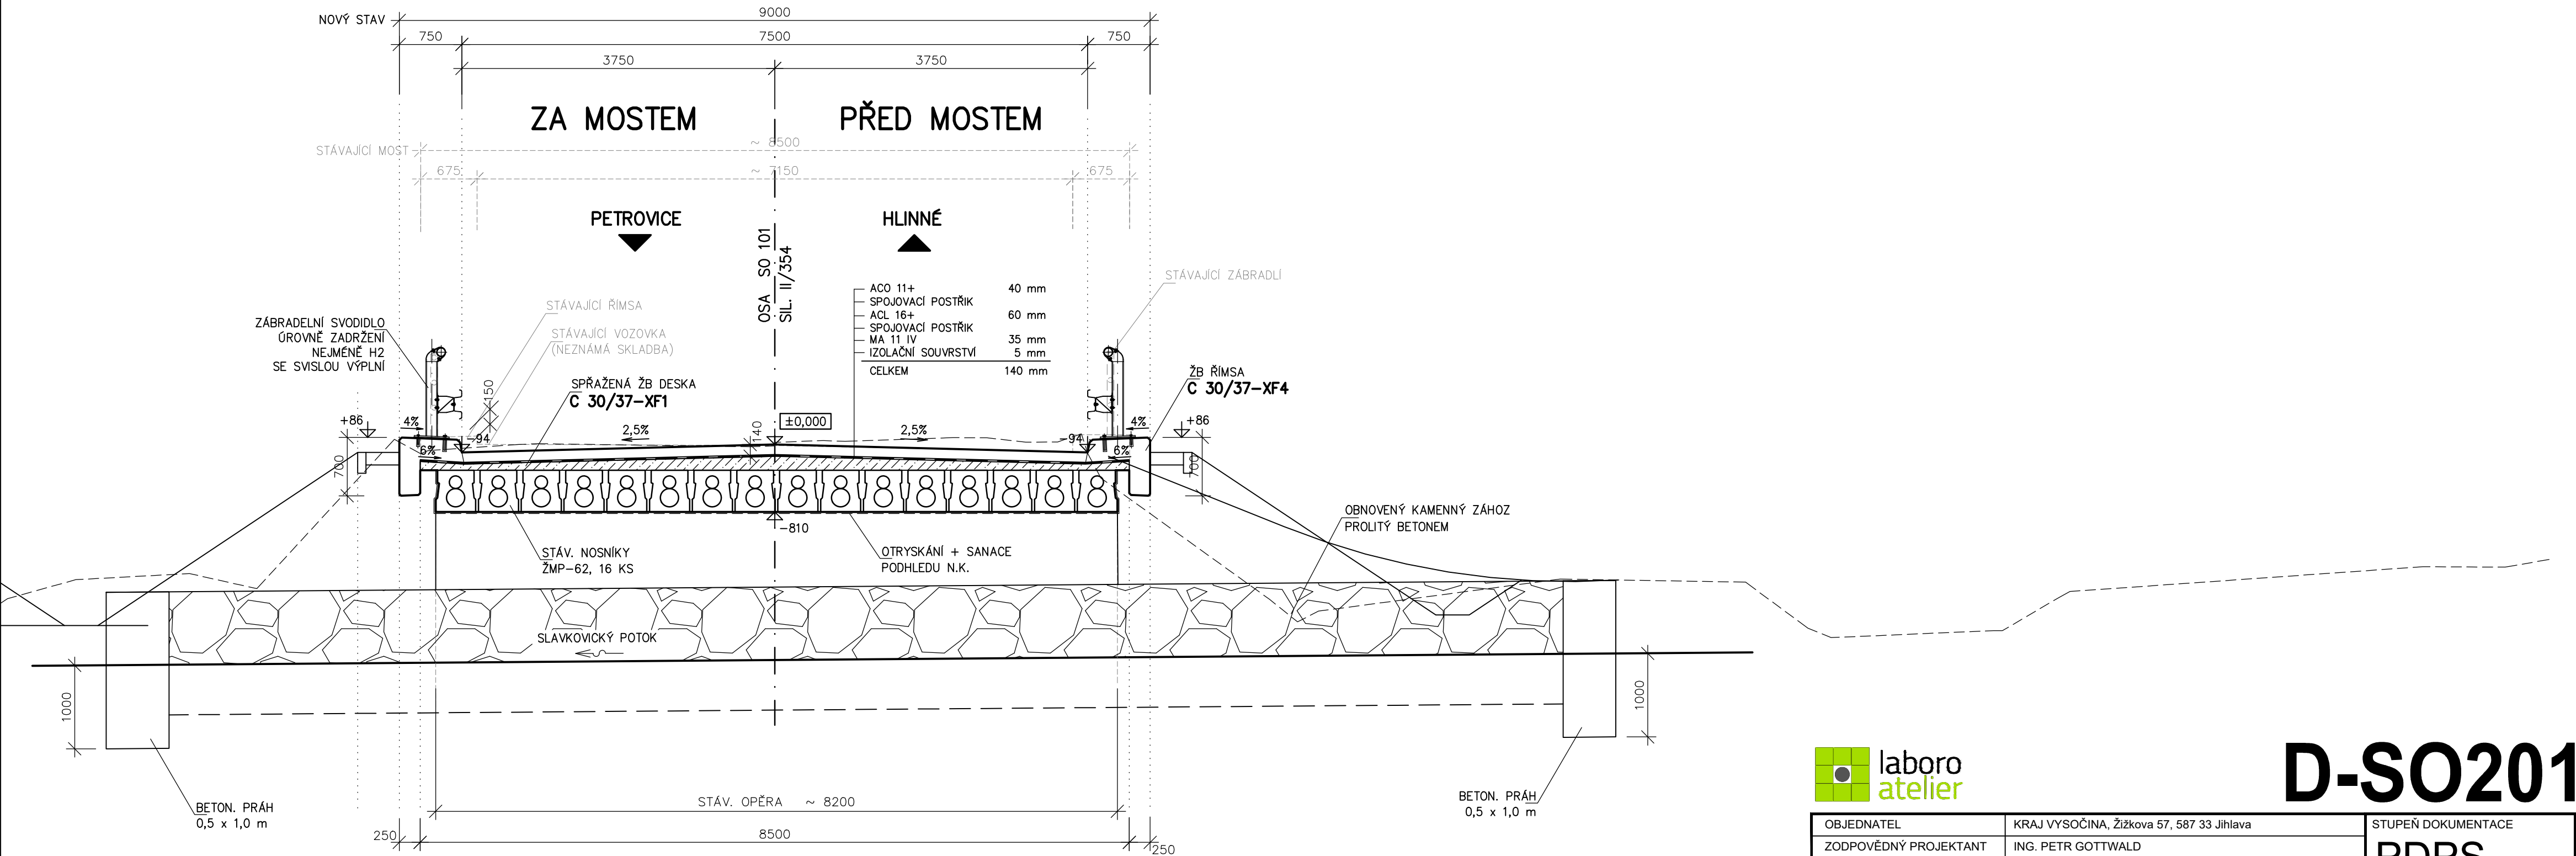 NOVÝ STAV
9000
750
7500
750
3750
3750
ZA MOSTEM
PŘED MOSTEM
STÁVAJÍCÍ MOST
~ 8500
675
~ 7150
675
PETROVICE
HLINNÉ
OSA SO 101
SIL. II/354
STÁVAJÍCÍ ZÁBRADLÍ
ACO 11+ 40 mm
SPOJOVACÍ POSTŘIK
ACL 16+ 60 mm
SPOJOVACÍ POSTŘIK
MA 11 IV 35 mm
IZOLAČNÍ SOUVRSTVÍ 5 mm
CELKEM 140 mm
STÁVAJÍCÍ ŘÍMSA
STÁVAJÍCÍ VOZOVKA
(NEZNÁMÁ SKLADBA)
ZÁBRADELNÍ SVODIDLO
ÚROVNĚ ZADRŽENÍ
NEJMÉNĚ H2
SE SVISLOU VÝPLNÍ
150
SPŘAŽENÁ ŽB DESKA
C 30/37-XF1
ŽB ŘÍMSA
C 30/37-XF4
+86
4%
-94
2,5%
140
±0,000
2,5%
-94
4%
+86
6%
6%
700
700
-810
STÁV. NOSNÍKY
ŽMP-62, 16 KS
OTRYSKÁNÍ + SANACE
PODHLEDU N.K.
OBNOVENÝ KAMENNÝ ZÁHOZ
PROLITÝ BETONEM
SLAVKOVICKÝ POTOK
1000
1000
BETON. PRÁH
0,5 x 1,0 m
STÁV. OPĚRA ~ 8200
BETON. PRÁH
0,5 x 1,0 m
250
8500
250
laboro
atelier
D-SO201
OBJEDNATEL KRAJ VYSOČINA, Žižkova 57, 587 33 Jihlava STUPEŇ DOKUMENTACE
ZODPOVĚDNÝ PROJEKTANT ING. PETR GOTTWALD
PDPS